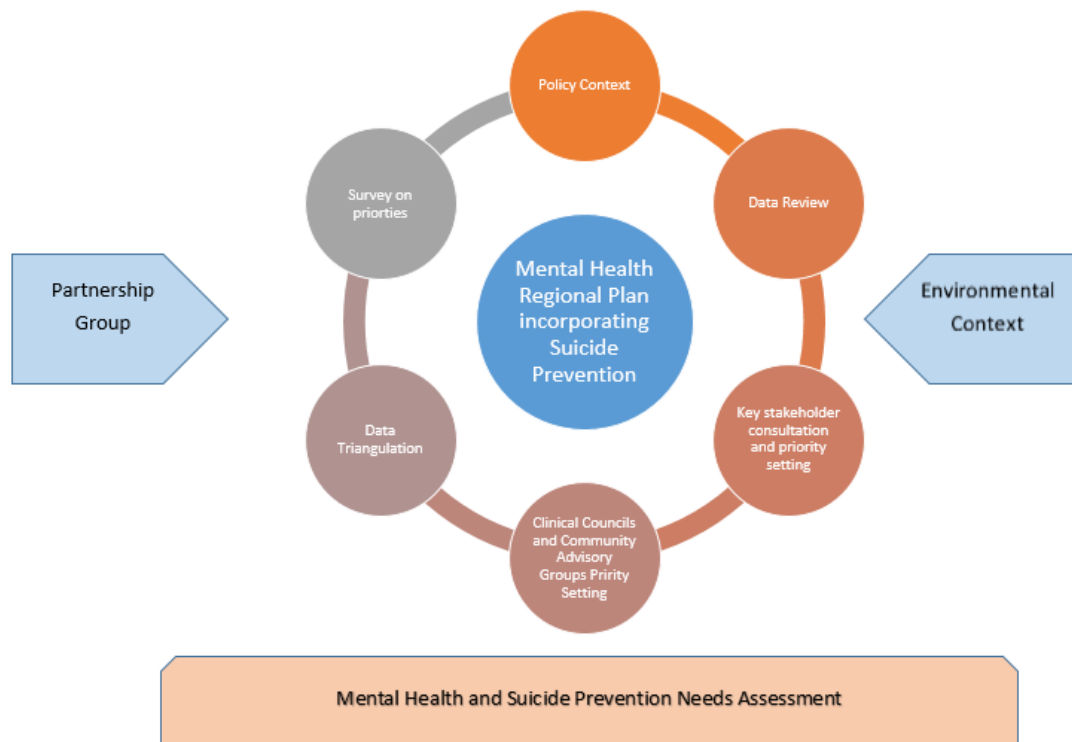 Policy Context
Survey on
priorties
Data Review
Partnership
Group
Mental Health
Regional Plan
incorporating
Suicide
Prevention
Environmental
Context
Data
Triangulation
Key stakeholder
consultation
and priority
setting
Clinical Councils
and Community
Advisory
Groups Pririty
Setting
Mental Health and Suicide Prevention Needs Assessment